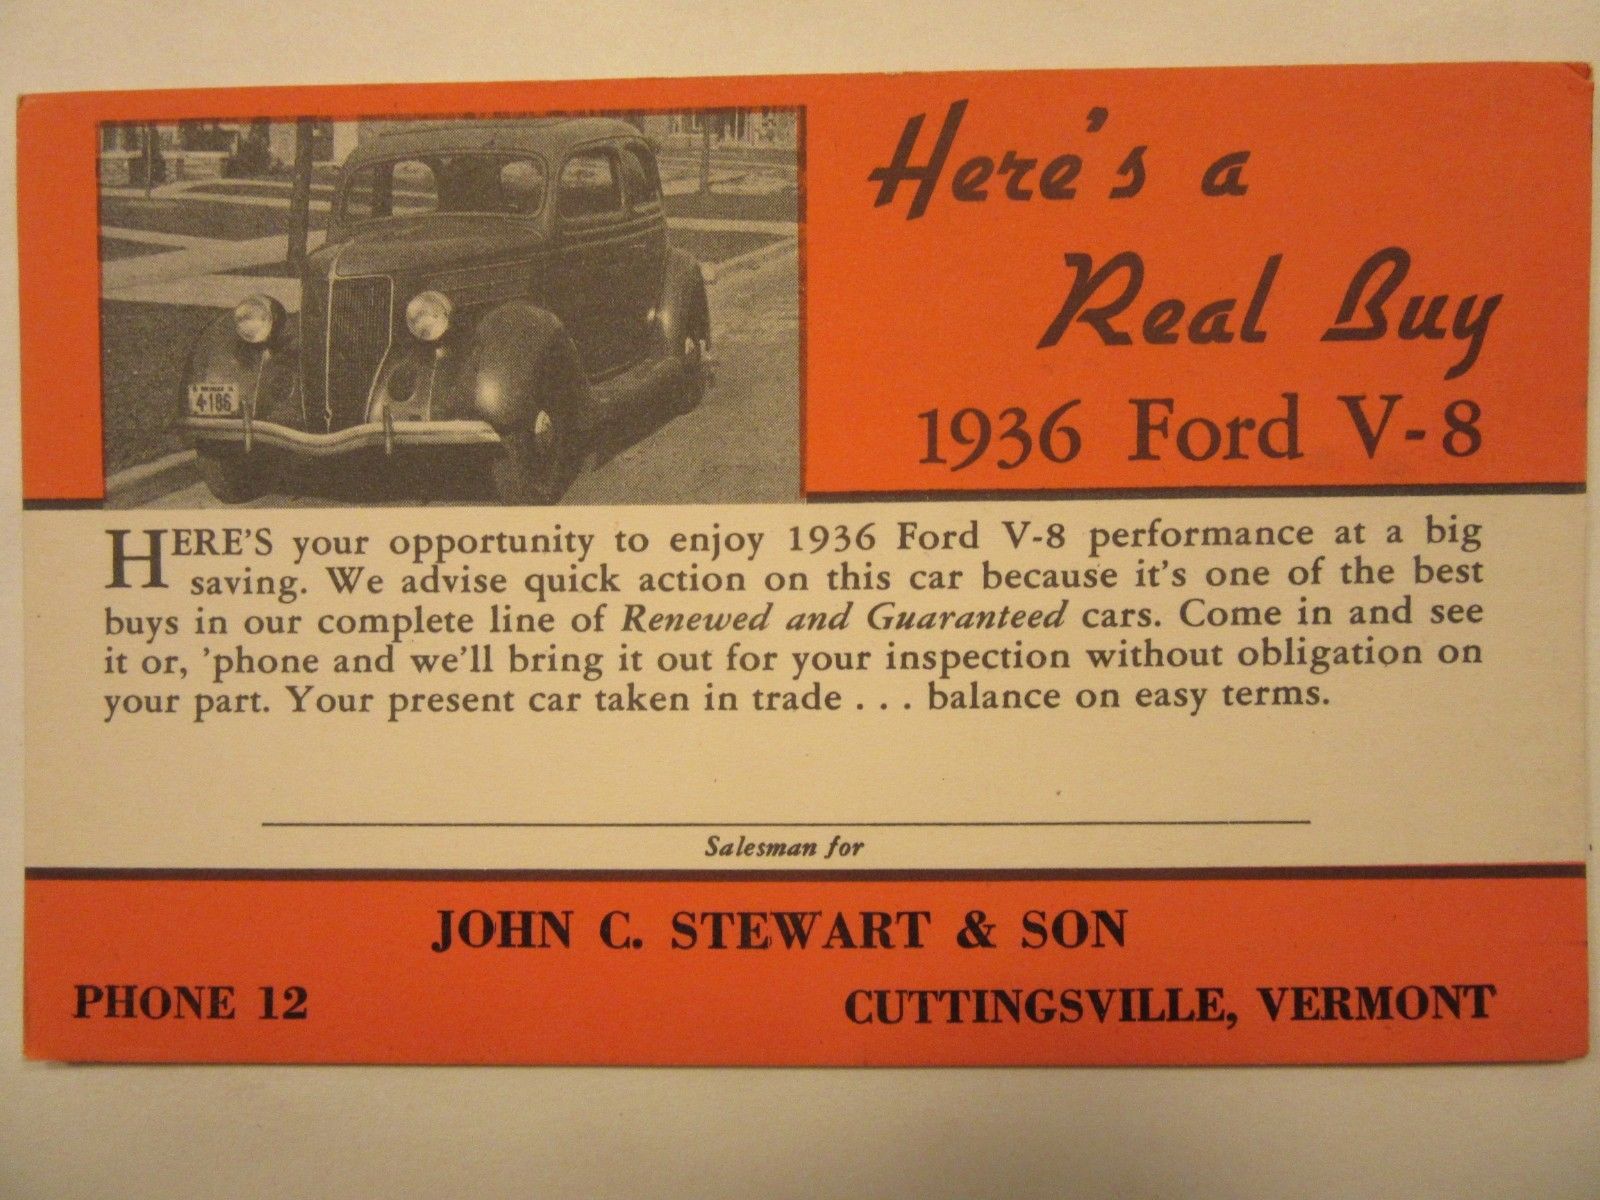 Here's a
Real Buy
1936 Ford V-8
4-186
HERE'S your opportunity to enjoy 1936 Ford V-8 performance at a big
saving. We advise quick action on this car because it's one of the best
buys in our complete line of Renewed and Guaranteed cars. Come in and see
it or, 'phone and we'll bring it out for your inspection without obligation on
your part. Your present car taken in trade . . . balance on easy terms.
Salesman for
JOHN C. STEWART & SON
PHONE 12
CUTTINGSVILLE, VERMONT